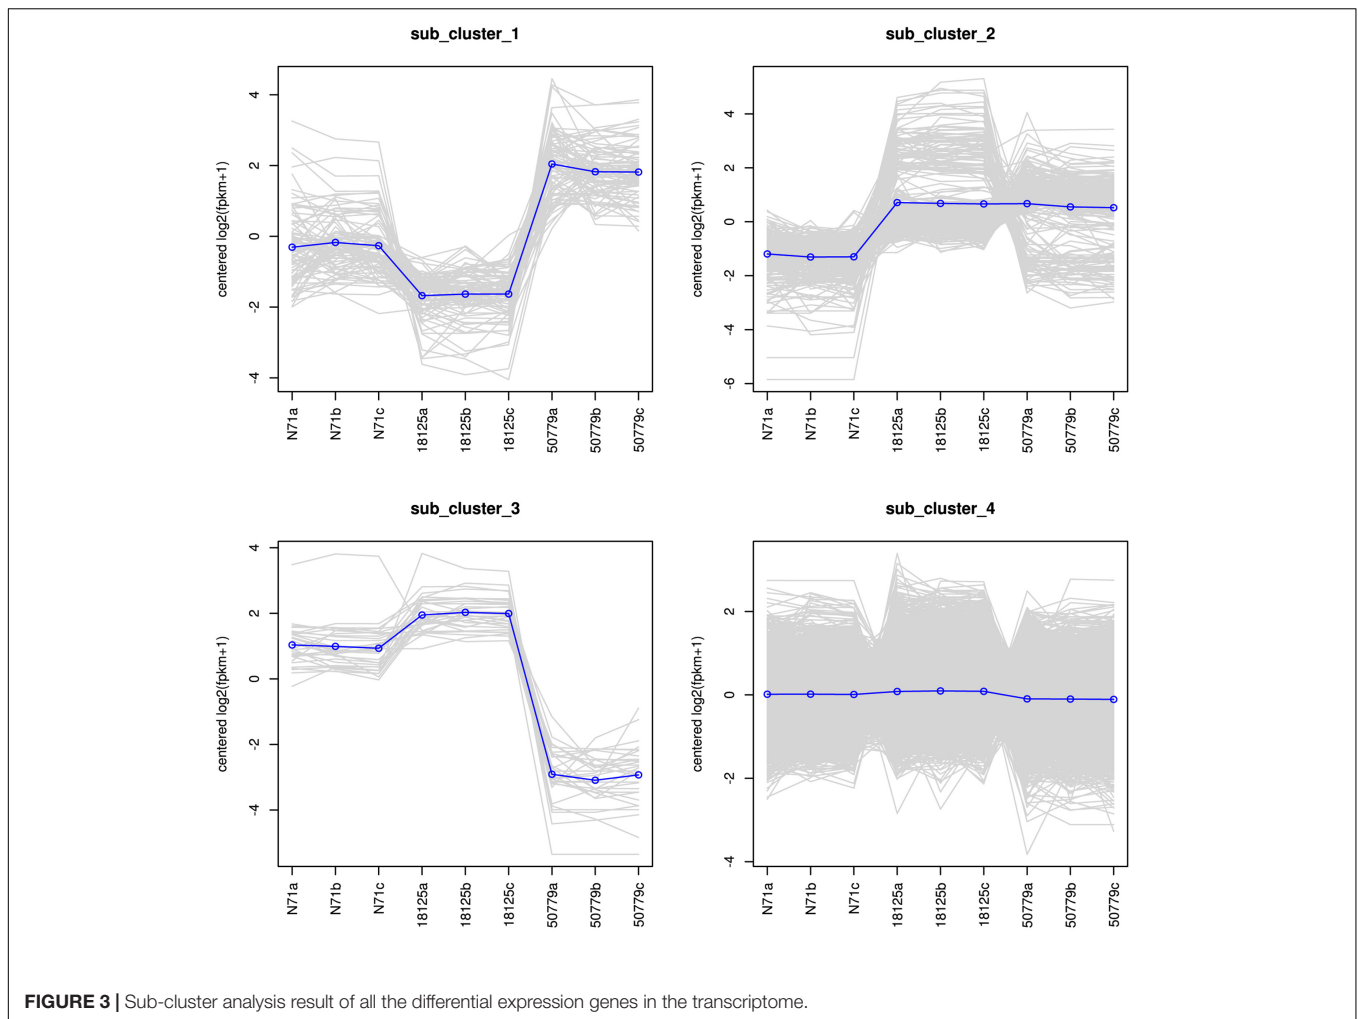 sub_cluster_1
centered log2(fpkm+1)
4
2
0
-2
-4
N71a
N71b
N71c
18125a
18125b
18125c
50779a
50779b
50779c
sub_cluster_2
centered log2(fpkm+1)
4
2
0
-2
-4
-6
N71a
N71b
N71c
18125a
18125b
18125c
50779a
50779b
50779c
sub_cluster_3
centered log2(fpkm+1)
4
2
0
-2
-4
N71a
N71b
N71c
18125a
18125b
18125c
50779a
50779b
50779c
sub_cluster_4
centered log2(fpkm+1)
2
0
-2
-4
N71a
N71b
N71c
18125a
18125b
18125c
50779a
50779b
50779c
FIGURE 3 | Sub-cluster analysis result of all the differential expression genes in the transcriptome.